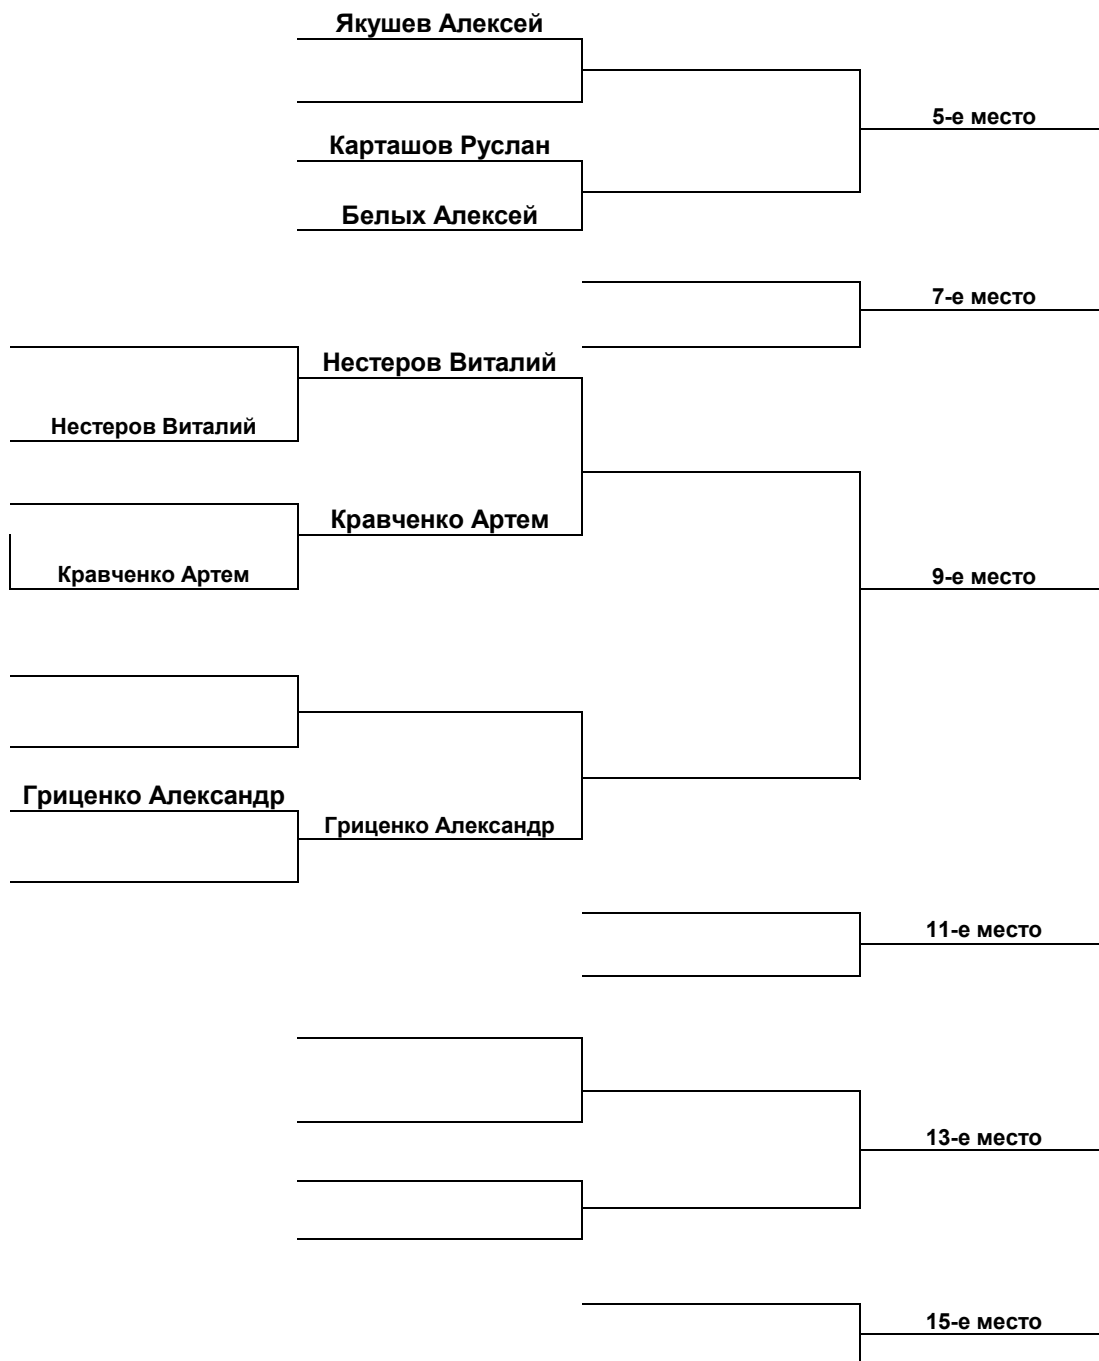 Якушев Алексей
5-е место
Карташов Руслан
Белых Алексей
7-е место
Нестеров Виталий
Нестеров Виталий
Кравченко Артем
Кравченко Артем
9-е место
Гриценко Александр
Гриценко Александр
11-е место
13-е место
15-е место